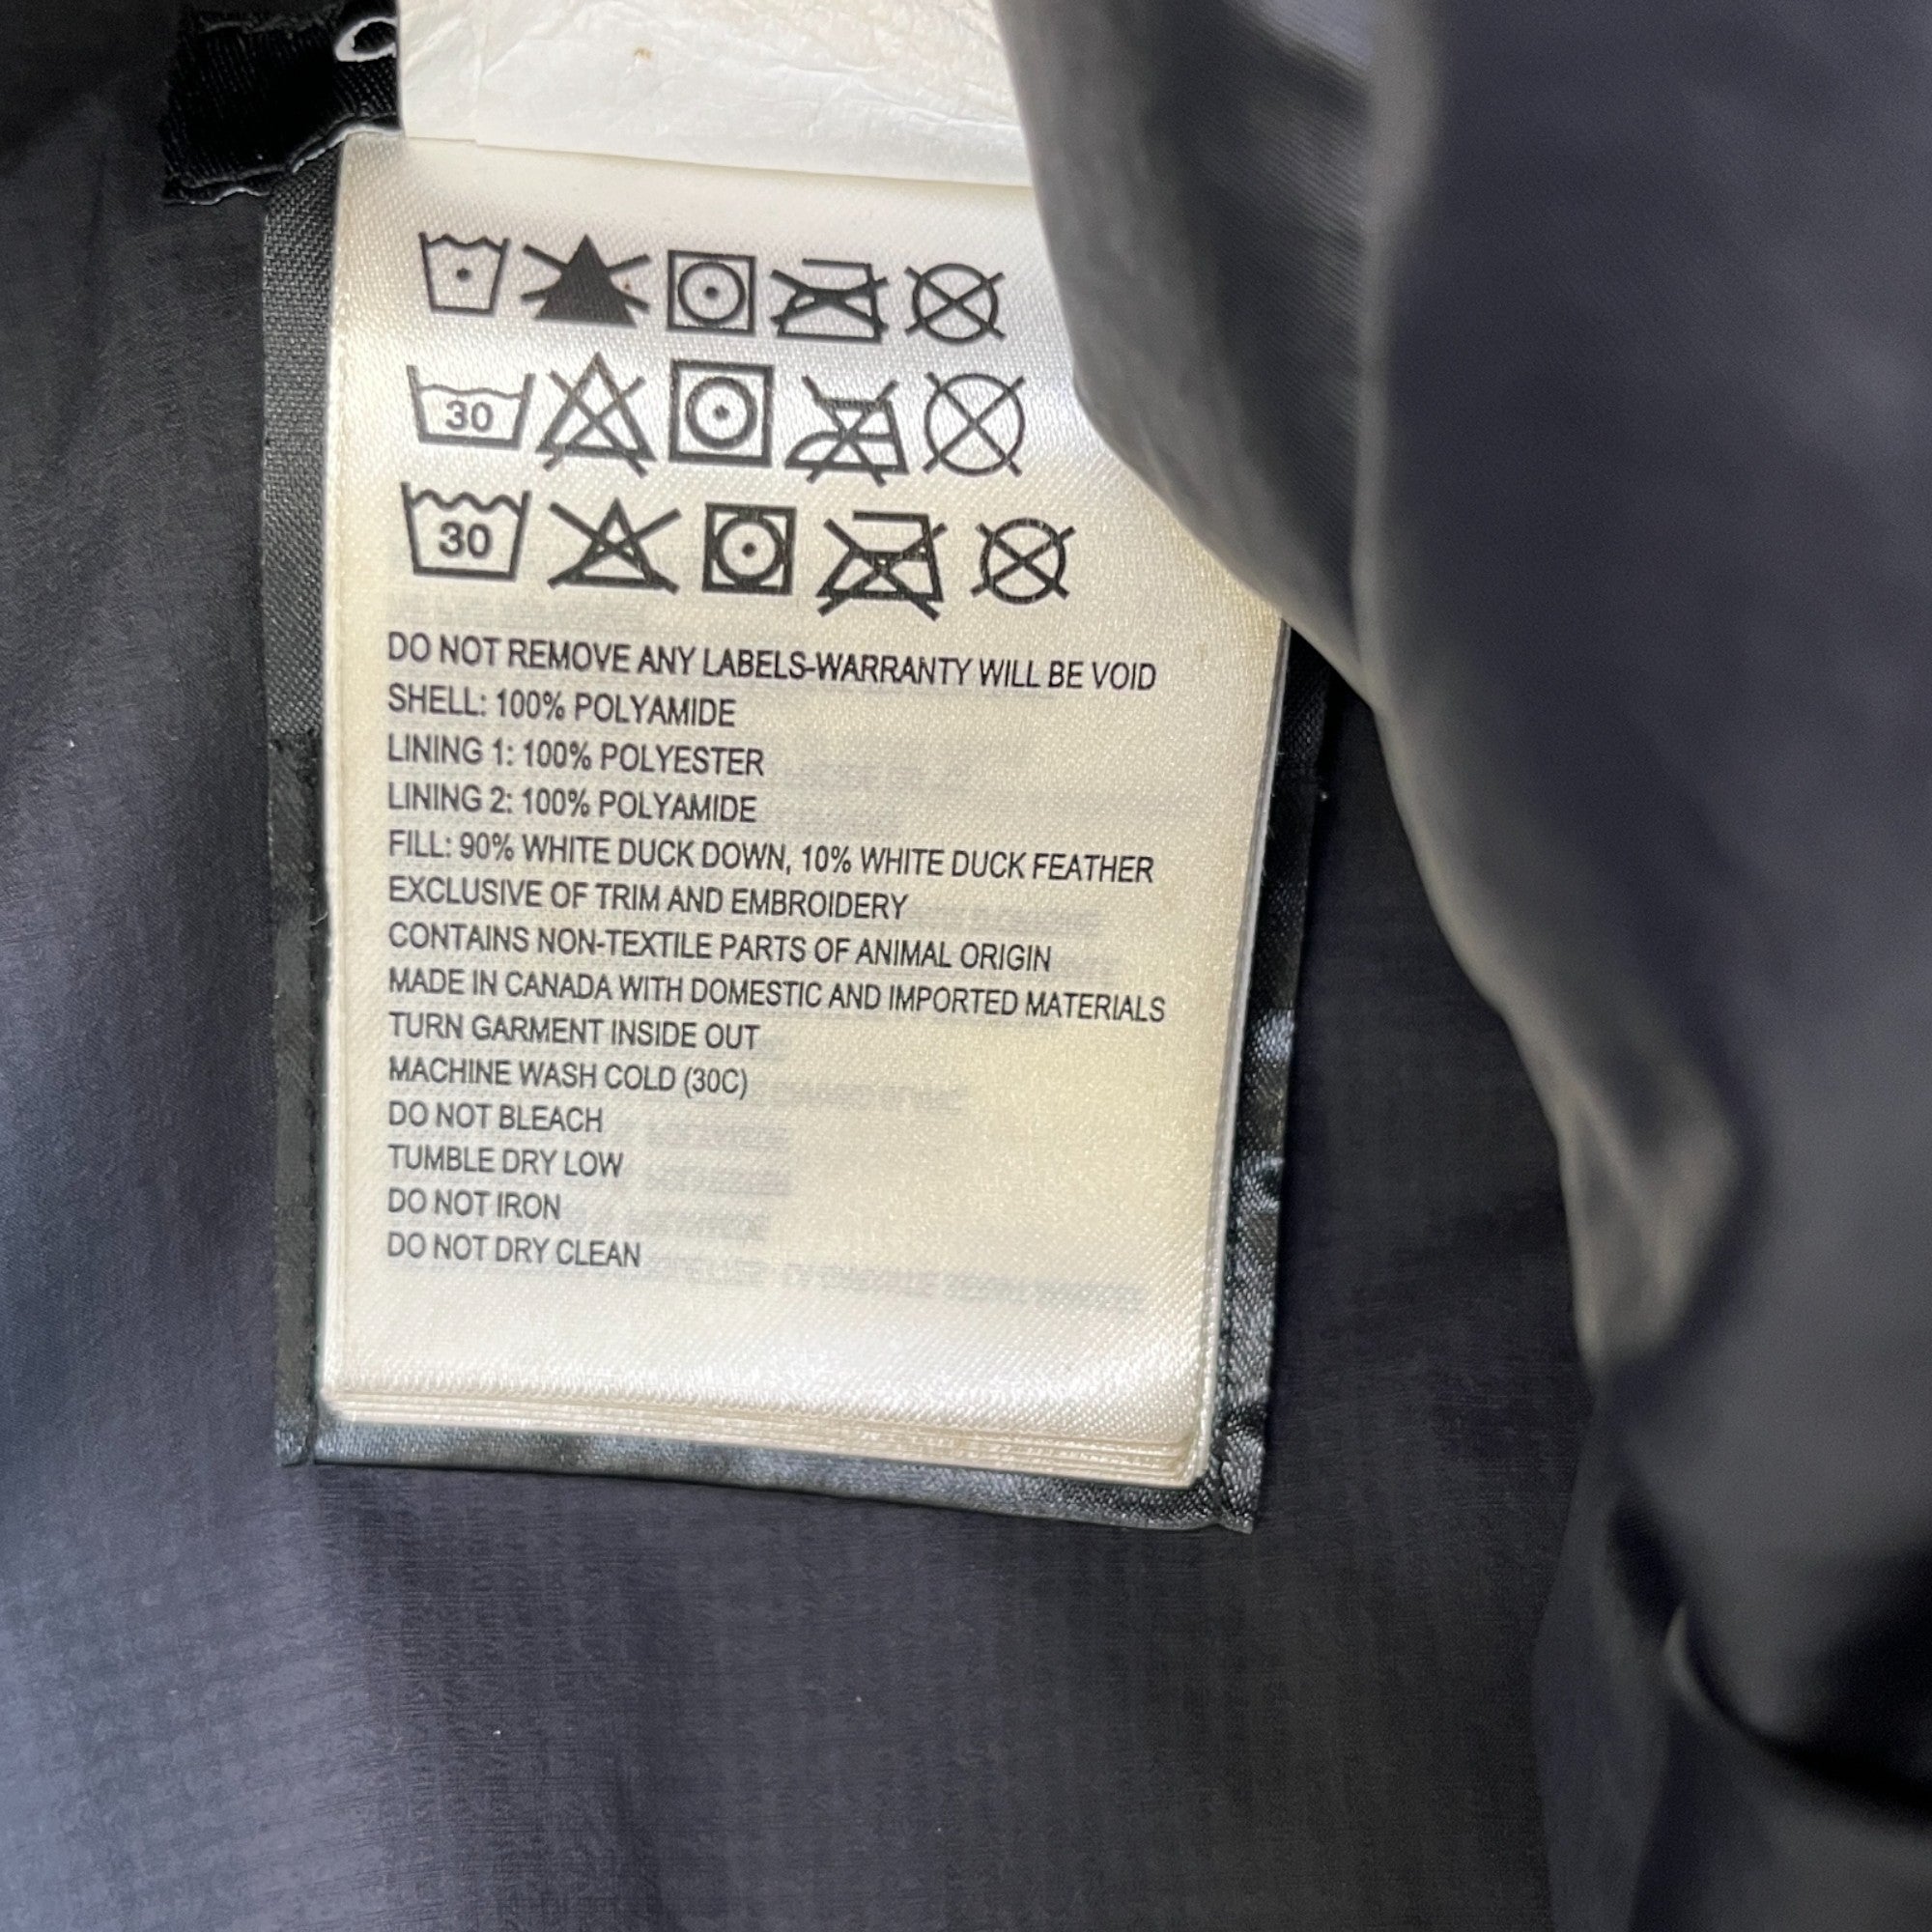 30
30
DO NOT REMOVE ANY LABELS-WARRANTY WILL BE VOID
SHELL: 100% POLYAMIDE
LINING 1: 100% POLYESTER
LINING 2: 100% POLYAMIDE
FILL: 90% WHITE DUCK DOWN, 10% WHITE DUCK FEATHER
EXCLUSIVE OF TRIM AND EMBROIDERY
CONTAINS NON-TEXTILE PARTS OF ANIMAL ORIGIN
MADE IN CANADA WITH DOMESTIC AND IMPORTED MATERIALS
TURN GARMENT INSIDE OUT
MACHINE WASH COLD (30C)
DO NOT BLEACH
TUMBLE DRY LOW
DO NOT IRON
DO NOT DRY CLEAN